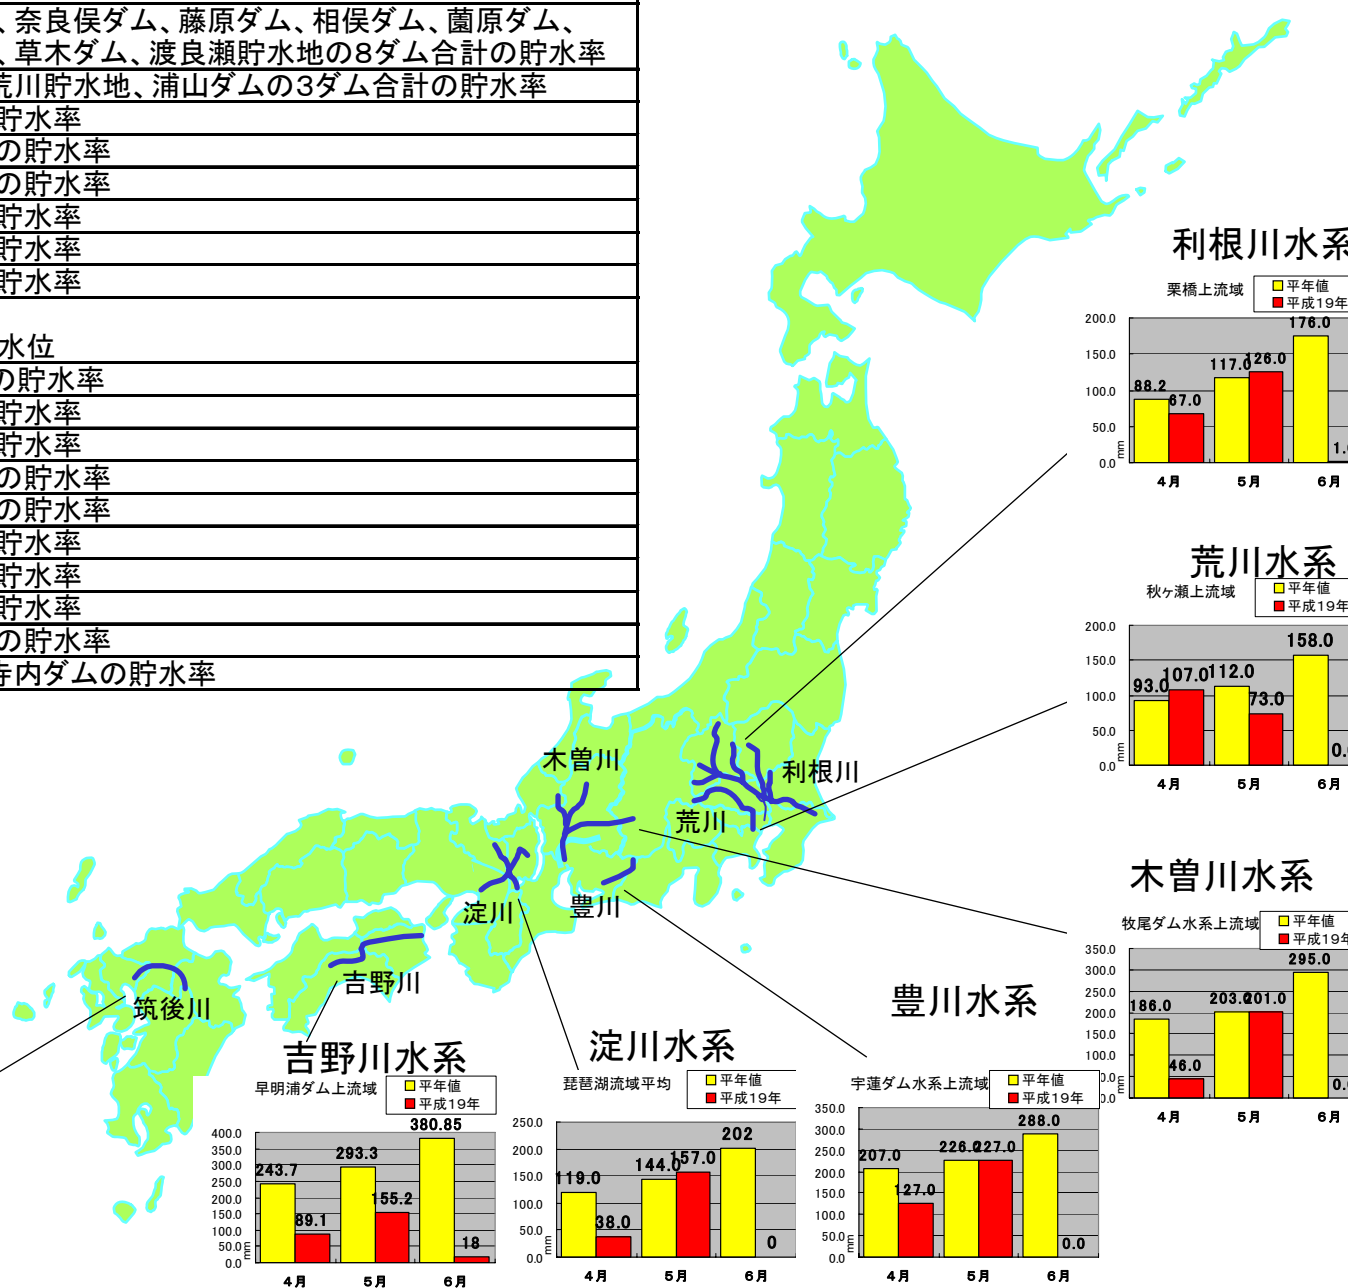 、奈良俣ダム、藤原ダム、相俣ダム、薗原ダム、
、草木ダム、渡良瀬貯水地の8ダム合計の貯水率
荒川貯水地、浦山ダムの3ダム合計の貯水率
貯水率
の貯水率
の貯水率
貯水率
貯水率
貯水率
水位
の貯水率
貯水率
貯水率
の貯水率
の貯水率
貯水率
貯水率
貯水率
の貯水率
寺内ダムの貯水率
利根川水系
栗橋上流域
平年値
平成19年
200.0
150.0
100.0
50.0
0.0
mm
88.2
67.0
117.0
126.0
176.0
4月
5月
6月
荒川水系
秋ヶ瀬上流域
平年値
平成19年
200.0
150.0
100.0
50.0
0.0
mm
93.0
107.0
112.0
73.0
158.0
4月
5月
6月
木曽川
利根川
荒川
淀川
豊川
吉野川
筑後川
木曽川水系
牧尾ダム水系上流域
平年値
平成19年
350.0
300.0
250.0
200.0
150.0
100.0
0.0
mm
186.0
46.0
203.0
201.0
295.0
4月
5月
6月
豊川水系
宇蓮ダム水系上流域
平年値
平成19年
350.0
300.0
250.0
200.0
150.0
100.0
50.0
0.0
mm
207.0
127.0
226.0
227.0
288.0
0.0
4月
5月
6月
淀川水系
琵琶湖流域平均
平年値
平成19年
250.0
200.0
150.0
100.0
50.0
0.0
mm
119.0
38.0
144.0
157.0
202
0
4月
5月
6月
吉野川水系
早明浦ダム上流域
平年値
平成19年
400.0
350.0
300.0
250.0
200.0
150.0
100.0
50.0
0.0
mm
243.7
89.1
293.3
155.2
380.85
18
4月
5月
6月